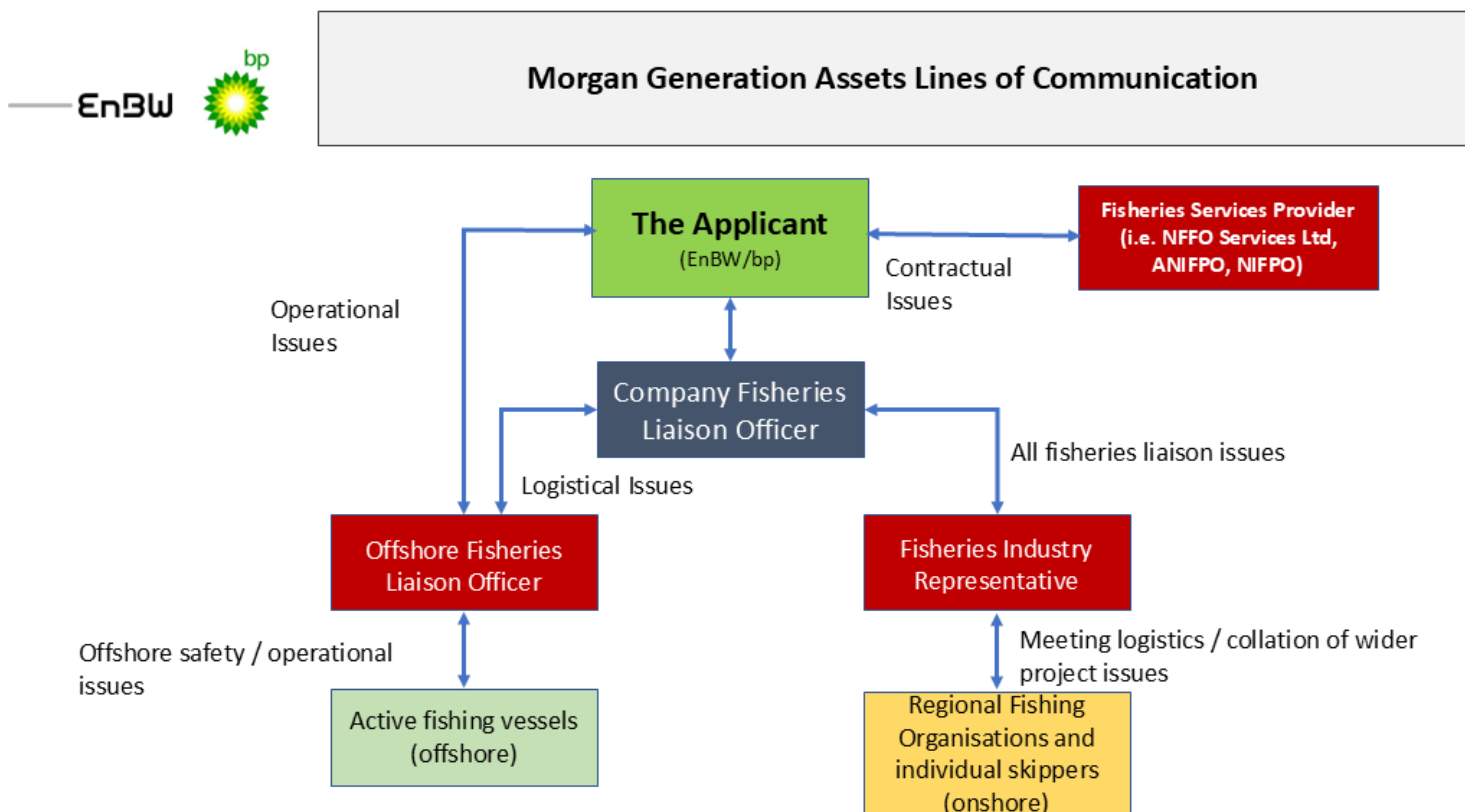 bp
EnBW
Morgan Generation Assets Lines of Communication
The Applicant
(EnBW/bp)
Fisheries Services Provider
(i.e. NFFO Services Ltd,
ANIFPO, NIFPO)
Contractual
Issues
Operational
Issues
Company Fisheries
Liaison Officer
All fisheries liaison issues
Logistical Issues
Offshore Fisheries
Liaison Officer
Fisheries Industry
Representative
Offshore safety / operational
issues
Meeting logistics / collation of wider
project issues
Active fishing vessels
(offshore)
Regional Fishing
Organisations and
individual skippers
(onshore)